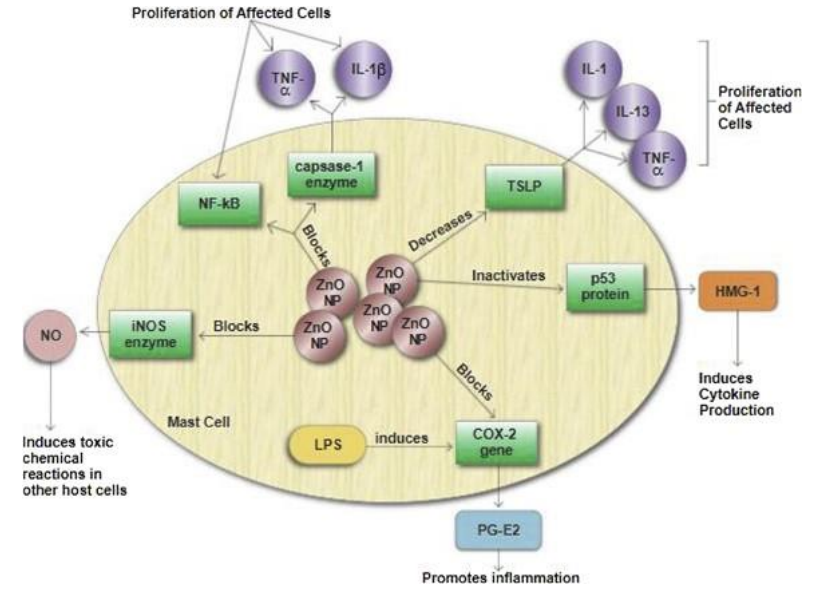 Proliferation of Affected Cells
TNF-
α
IL-1β
IL-1
IL-13
TNF-
α
Proliferation
of Affected
Cells
capsase-1
enzyme
NF-kB
TSLP
Blocks
Decreases
ZnO
NP
ZnO
NP
ZnO
NP
ZnO
NP
ZnO
NP
Inactivates
p53
protein
HMG-1
NO
iNOS
enzyme
Blocks
Blocks
Induces
Cytokine
Production
Mast Cell
LPS
induces
COX-2
gene
Induces toxic
chemical
reactions in
other host cells
PG-E2
Promotes inflammation